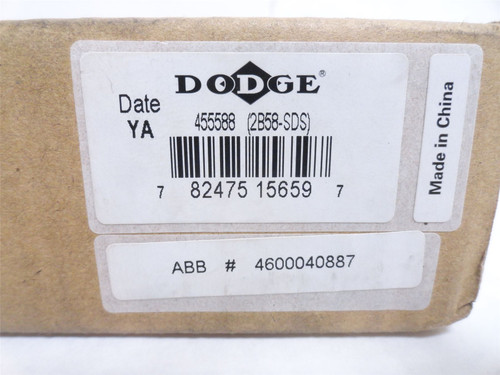 DODGE®
Date
YA
455588 (2B58-SDS)
7 82475 15659 7
Made in China
ABB # 4600040887